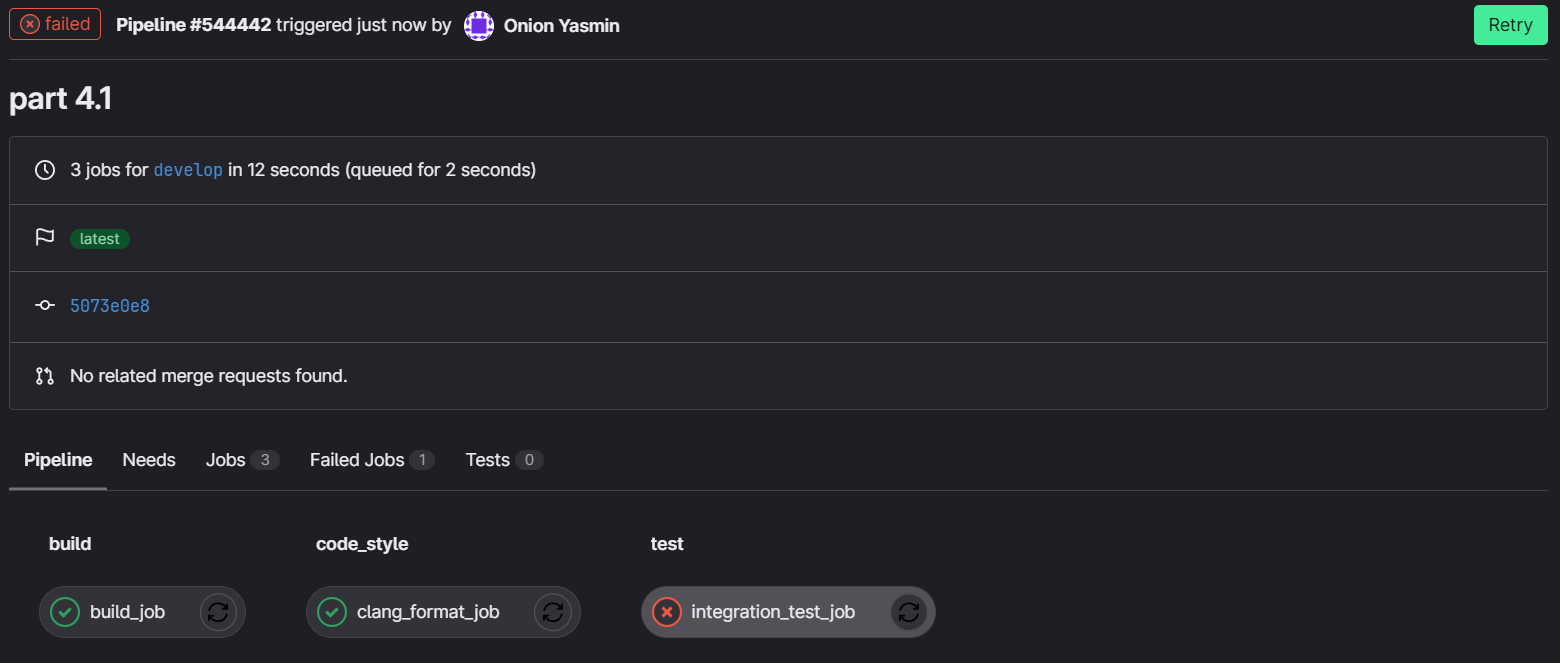 failed Pipeline #544442 triggered just now by Onion Yasmin Retry
part 4.1
3 jobs for develop in 12 seconds (queued for 2 seconds)
latest
5073e0e8
No related merge requests found.
Pipeline Needs Jobs 3 Failed Jobs 1 Tests 0
build code_style test
build_job clang_format_job integration_test_job